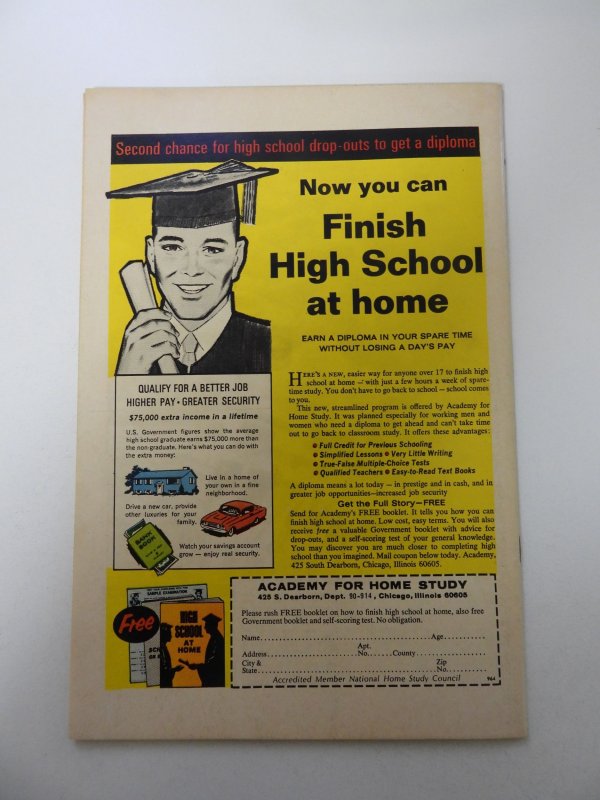 Second chance for high school drop-outs to get a diploma
Now you can
Finish
High School
at home
EARN A DIPLOMA IN YOUR SPARE TIME
WITHOUT LOSING A DAY'S PAY
HERE'S A NEW, easier way for anyone over 17 to finish high
school at home — with just a few hours a week of spare-
time study. You don't have to go back to school — school comes
to you.
This new, streamlined program is offered by Academy for
Home Study. It was planned especially for working men and
women who need a diploma to get ahead and can't take time
out to go back to classroom study. It offers these advantages:
Full Credit for Previous Schooling
Simplified Lessons • Very Little Writing
True-False Multiple-Choice Tests
Qualified Teachers • Easy-to-Read Text Books
A diploma means a lot today — in prestige and in cash, and in
greater job opportunities—increased job security
Get the Full Story—FREE
Send for Academy's FREE booklet. It tells you how you can
finish high school at home. Low cost, easy terms. You will also
receive free a valuable Government booklet with advice for
drop-outs, and a self-scoring test of your general knowledge.
You may discover you are much closer to completing high
school than you think. Mail coupon below today. Academy,
425 South Dearborn, Chicago, Illinois 60605.
QUALIFY FOR A BETTER JOB
HIGHER PAY • GREATER SECURITY
$75,000 extra income in a lifetime
U.S. Government figures show the average
high school graduate earns $75,000 more than
the non-graduate. Here's what you can do with
the extra money:
Live in a home of
your own in a fine
neighborhood.
Drive a new car, provide
other luxuries for your
family.
BANK
BOOK
Watch your savings account
grow — enjoy real security.
Free
SAMPLE EXAMINATION
HIGH
SCHOOL
AT
HOME
ACADEMY FOR HOME STUDY
425 S. Dearborn, Dept. 90-914, Chicago, Illinois 60605
Please rush FREE booklet on how to finish high school at home, also free
Government booklet and self-scoring test. No obligation.
Name Age
Address Apt. No. County
City & State Zip No.
Accredited Member National Home Study Council 964